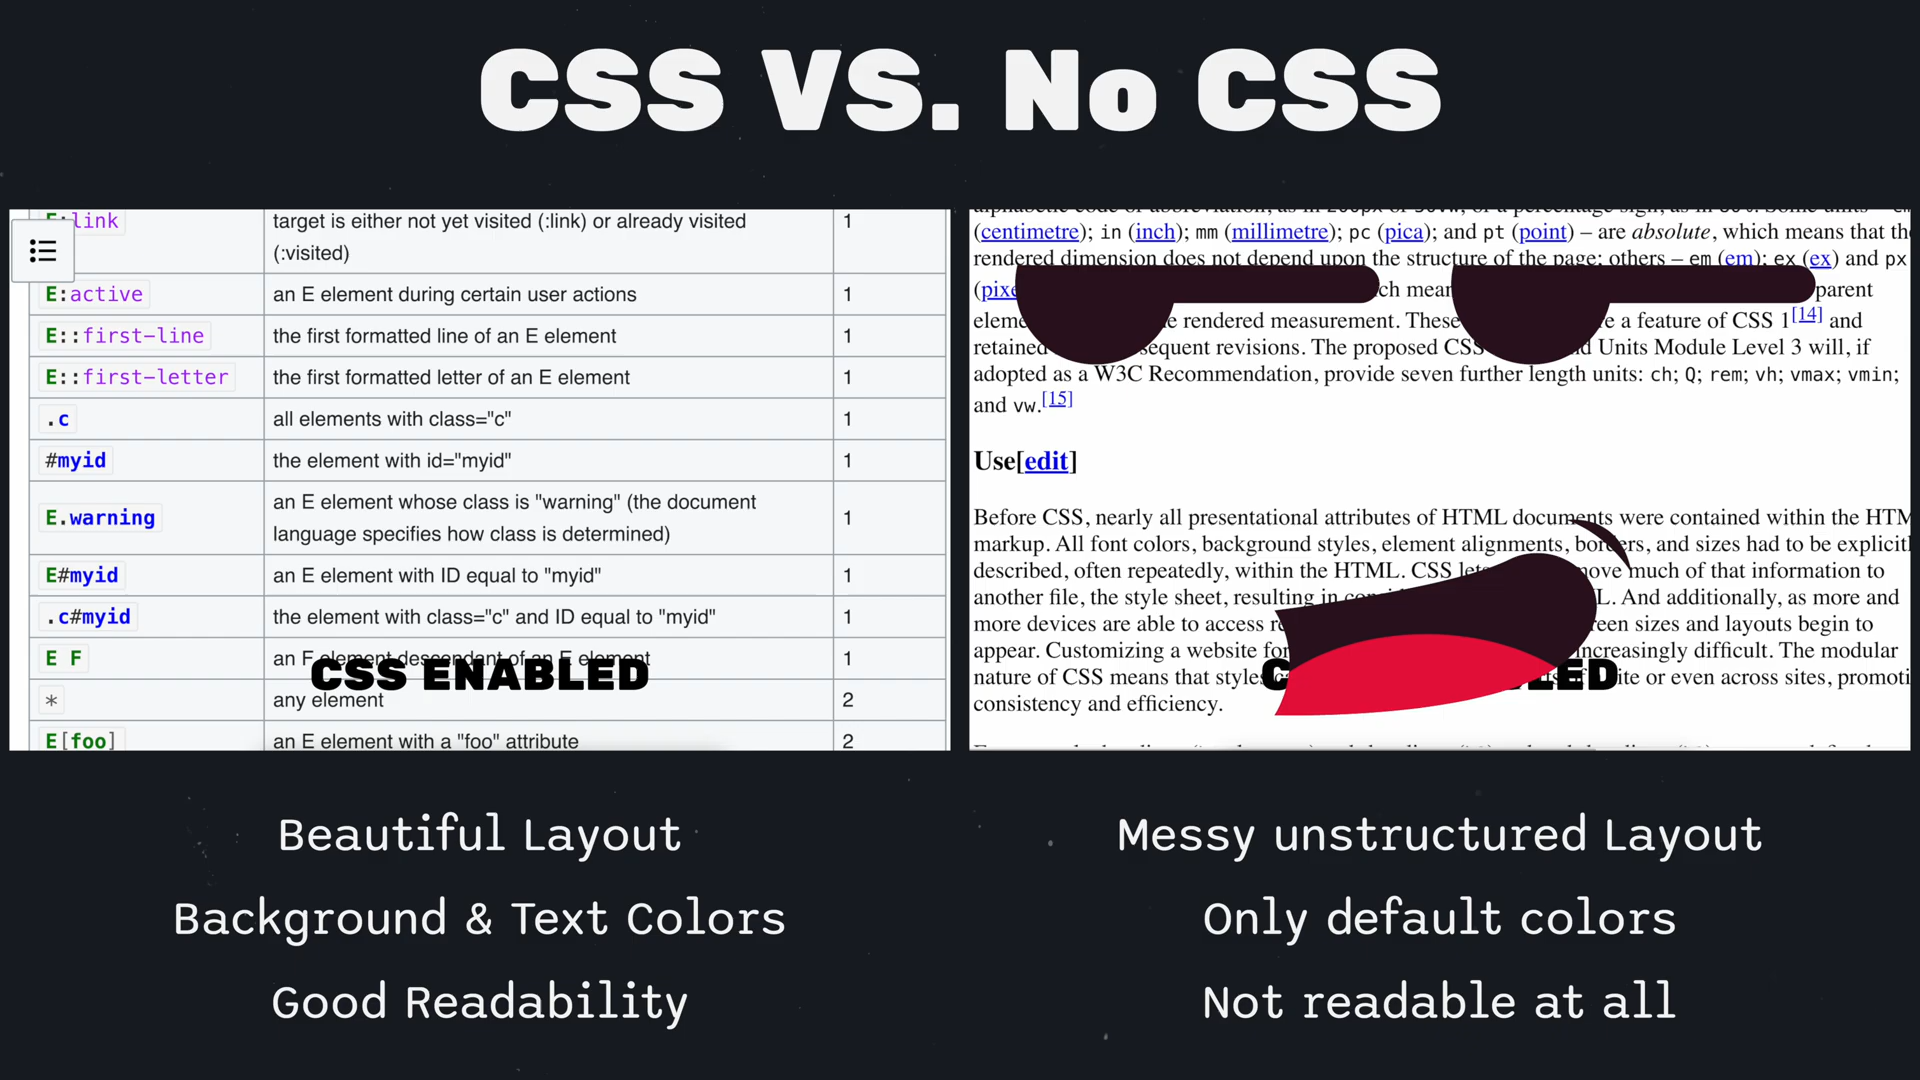 CSS VS. No CSS
E:link target is either not yet visited (:link) or already visited 1
(:visited)
E:active an E element during certain user actions 1
E::first-line the first formatted line of an E element 1
E::first-letter the first formatted letter of an E element 1
.c all elements with class="c" 1
#myid the element with id="myid" 1
E.warning an E element whose class is "warning" (the document 1
language specifies how class is determined)
E#myid an E element with ID equal to "myid" 1
.c#myid the element with class="c" and ID equal to "myid" 1
E F an F element descendant of an E element 1
CSS ENABLED
* any element 2
E[foo] an E element with a "foo" attribute 2
(centimetre); in (inch); mm (millimetre); pc (pica); and pt (point) – are absolute, which means that the
rendered dimension does not depend upon the structure of the page; others – em (em); ex (ex) and px
parent
rendered measurement. These a feature of CSS 1[14] and
retained revisions. The proposed CSS Units Module Level 3 will, if
adopted as a W3C Recommendation, provide seven further length units: ch; Q; rem; vh; vmax; vmin;
and vw.[15]
Use[edit]
Before CSS, nearly all presentational attributes of HTML documents were contained within the
markup. All font colors, background styles, element alignments, borders, and sizes had to be
described, often repeatedly, within the HTML. CSS much of that information to
another file, the style sheet, resulting in And additionally, as more and
more devices are able to access sizes and layouts begin to
appear. Customizing a website for increasingly difficult. The modular
nature of CSS means that styles or even across sites,
consistency and efficiency.
Beautiful Layout
Background & Text Colors
Good Readability
Messy unstructured Layout
Only default colors
Not readable at all